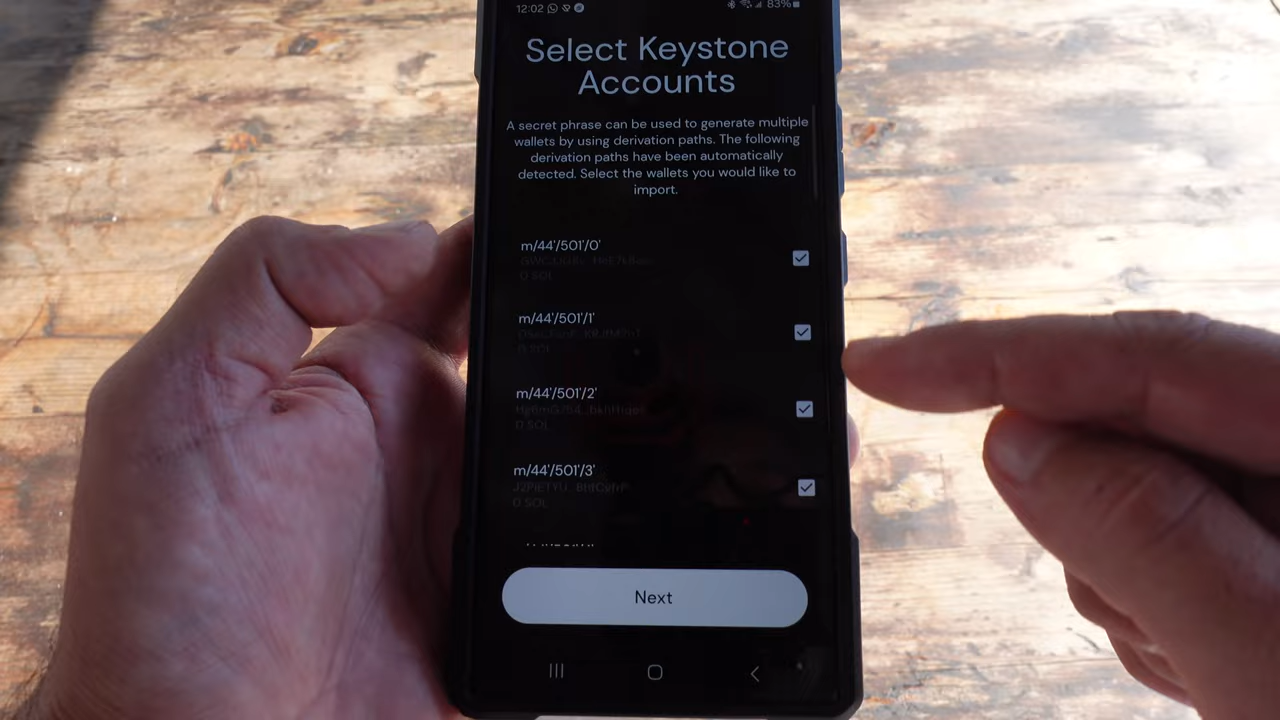 12:02 83%
Select Keystone
Accounts
A secret phrase can be used to generate multiple
wallets by using derivation paths. The following
derivation paths have been automatically
detected. Select the wallets you would like to
import.
m/44'/501'/0'
0 SOL
m/44'/501'/1'
m/44'/501'/2'
0 SOL
m/44'/501'/3'
0 SOL
Next